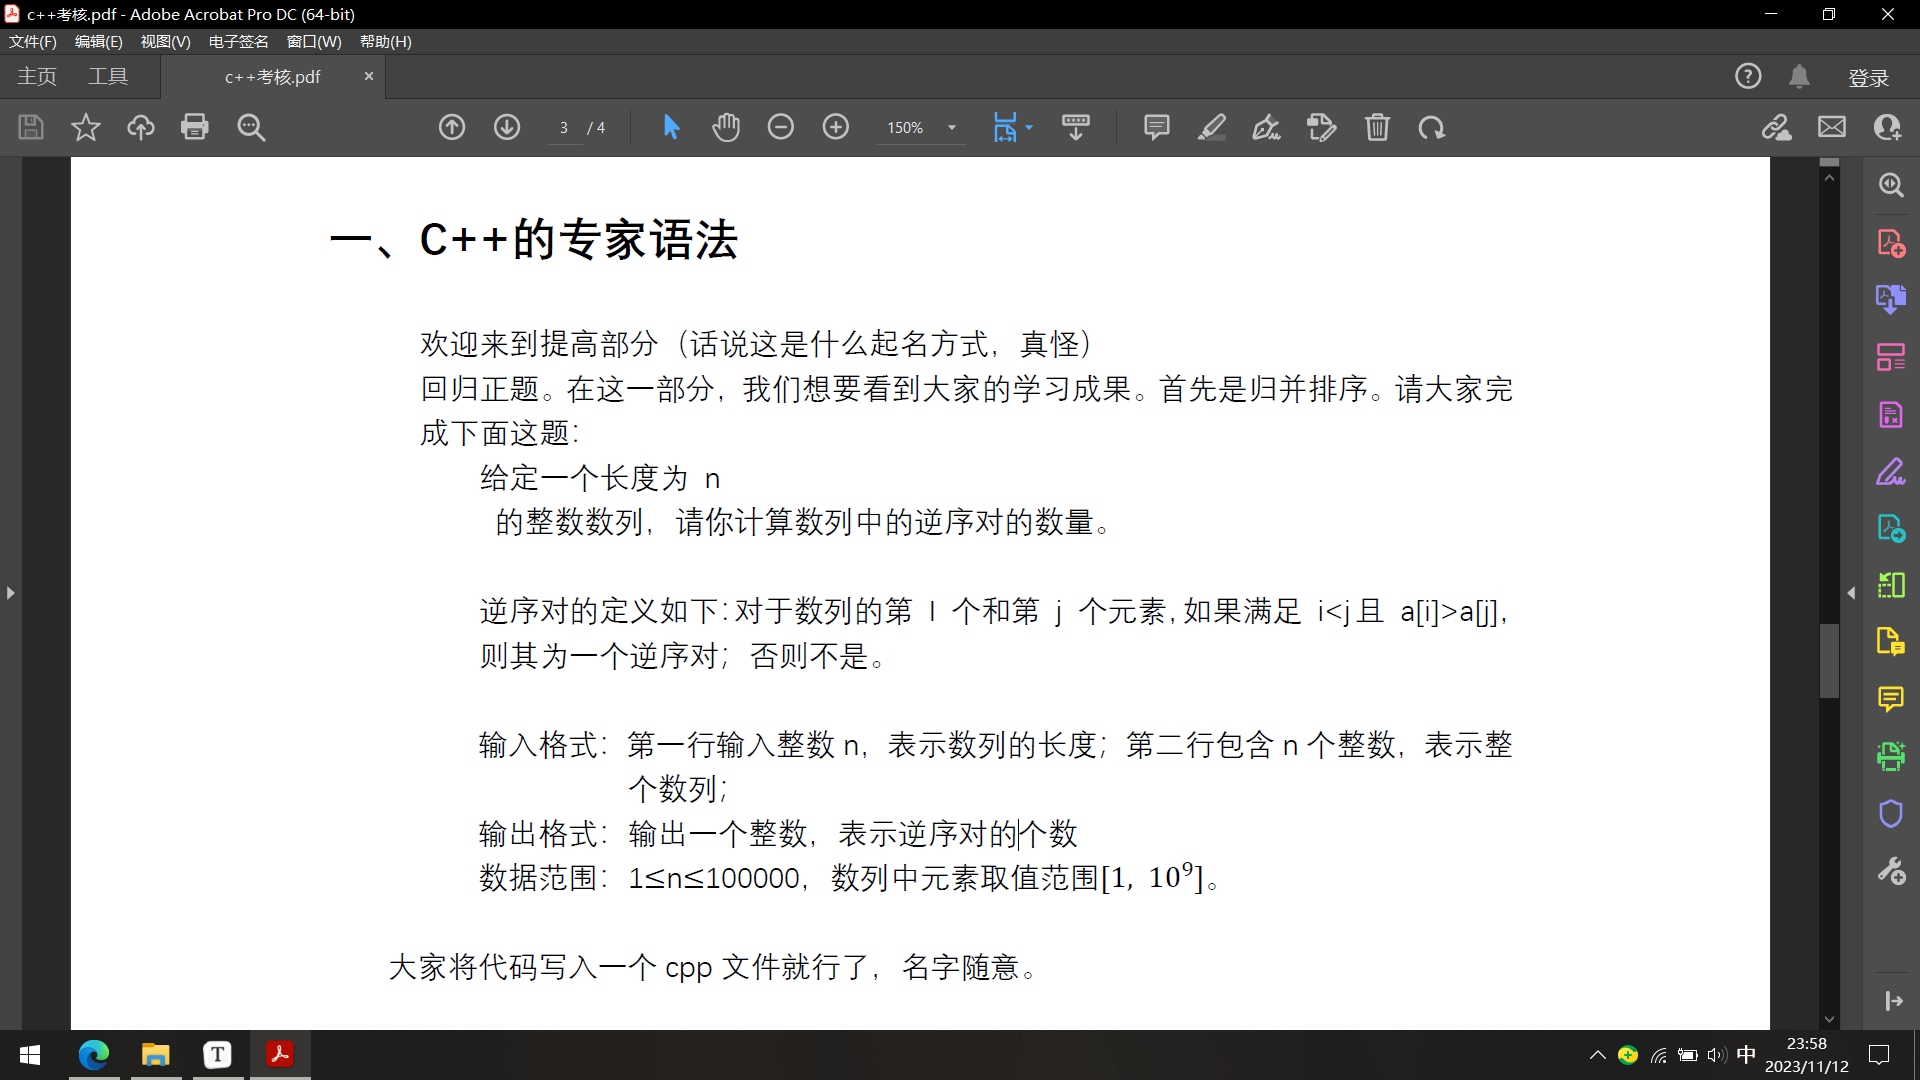 c++考核.pdf - Adobe Acrobat Pro DC (64-bit)
文件(F) 编辑(E) 视图(V) 电子签名 窗口(W) 帮助(H)
主页 工具 c++考核.pdf × 登录
3 / 4 150%
一、C++的专家语法
欢迎来到提高部分（话说这是什么起名方式，真怪）
回归正题。在这一部分，我们想要看到大家的学习成果。首先是归并排序。请大家完
成下面这题：
给定一个长度为 n
的整数数列，请你计算数列中的逆序对的数量。
逆序对的定义如下：对于数列的第 I 个和第 j 个元素，如果满足 i<j 且 a[i]>a[j]，
则其为一个逆序对；否则不是。
输入格式：第一行输入整数 n，表示数列的长度；第二行包含 n 个整数，表示整
个数列；
输出格式：输出一个整数，表示逆序对的个数
数据范围：1≤n≤100000，数列中元素取值范围[1, 10⁹]。
大家将代码写入一个 cpp 文件就行了，名字随意。
T 中 23:58
2023/11/12